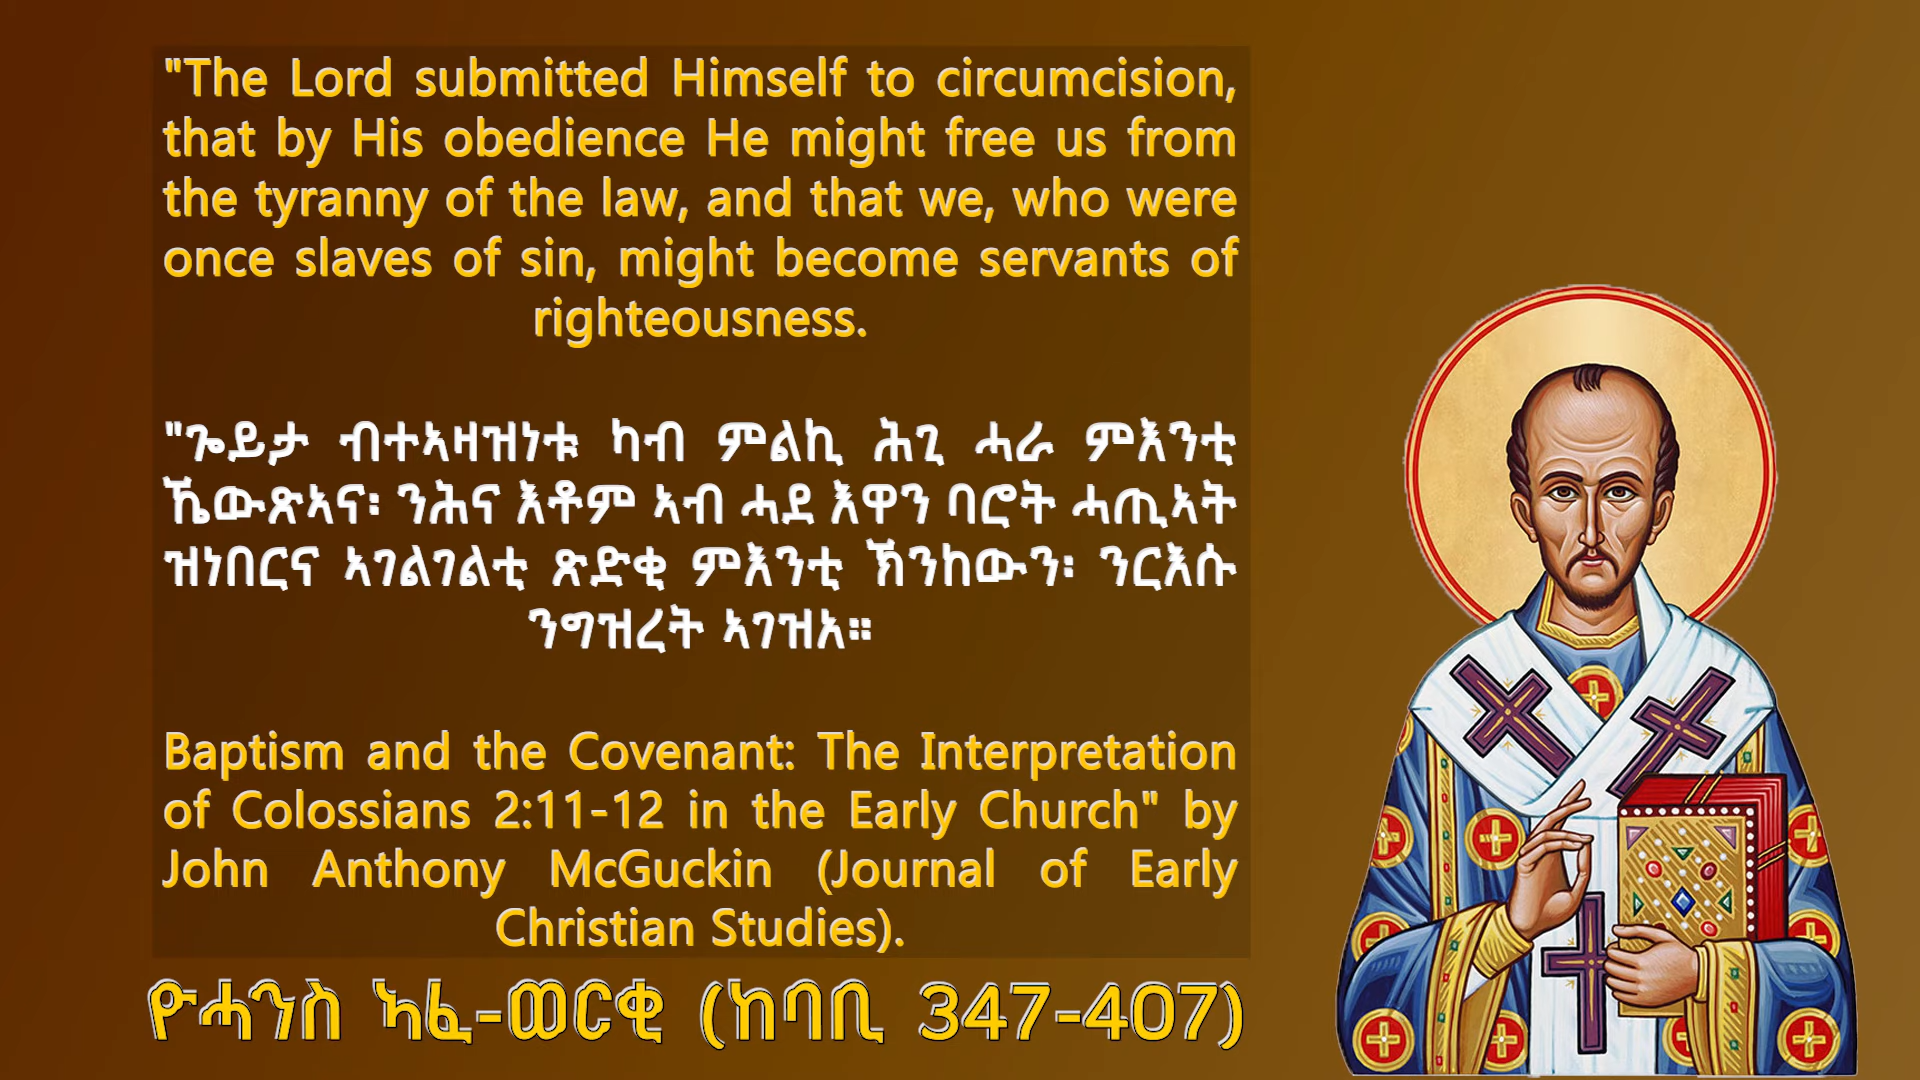 "The Lord submitted Himself to circumcision,
that by His obedience He might free us from
the tyranny of the law, and that we, who were
once slaves of sin, might become servants of
righteousness.
"ጐይታ ብተኣዛዝነቱ ካብ ምልኪ ሕጊ ሓራ ምእንቲ
ኼውጽኣና፡ ንሕና እቶም ኣብ ሓደ እዋን ባሮት ሓጢኣት
ዝነበርና ኣገልገልቲ ጽድቂ ምእንቲ ኽንከውን፡ ንርእሱ
ንግዝረት ኣገዝአ።
Baptism and the Covenant: The Interpretation
of Colossians 2:11-12 in the Early Church" by
John Anthony McGuckin (Journal of Early
Christian Studies).
ዮሓንስ ኣፈ-ወርቂ (ከባቢ 347-407)